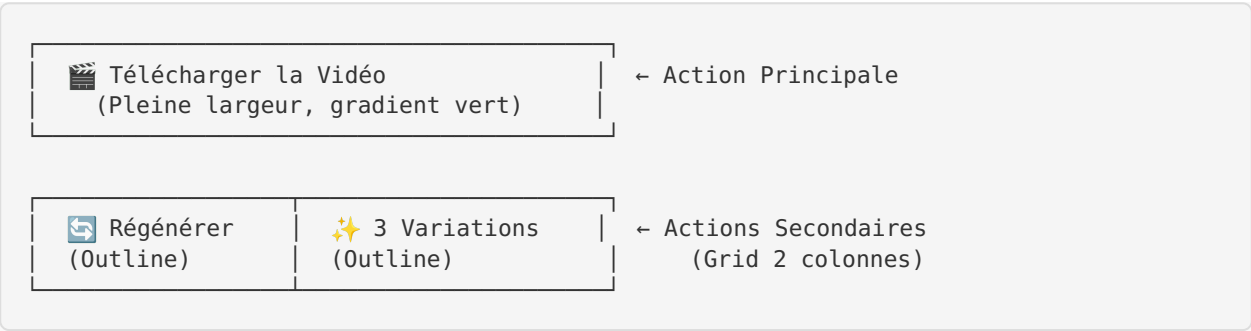 🎬 Télécharger la Vidéo ← Action Principale
(Pleine largeur, gradient vert)
🔄 Régénérer ✨ 3 Variations ← Actions Secondaires
(Outline) (Outline) (Grid 2 colonnes)